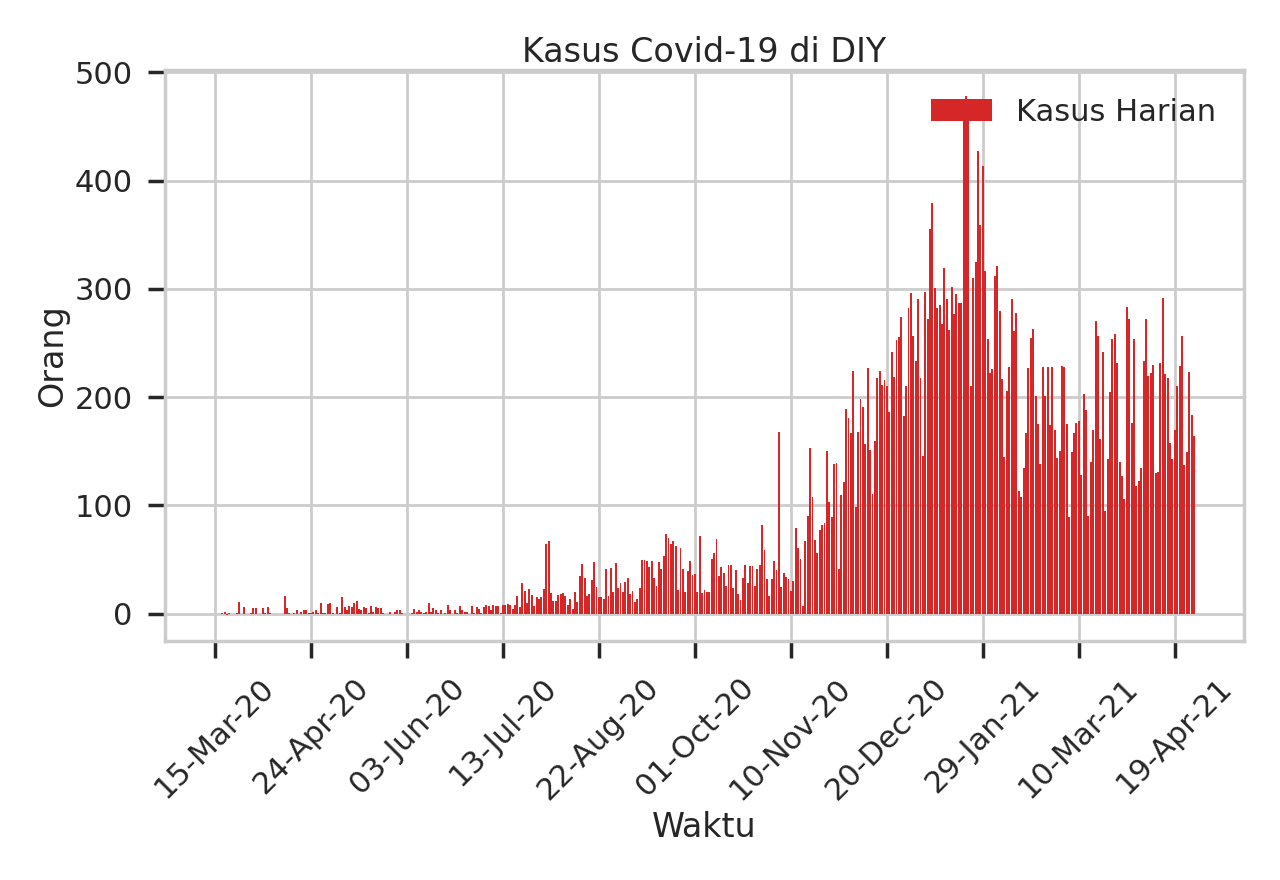 Kasus Covid-19 di DIY
Kasus Harian
500
400
300
200
100
0
Orang
15-Mar-20
24-Apr-20
03-Jun-20
13-Jul-20
22-Aug-20
01-Oct-20
10-Nov-20
20-Dec-20
29-Jan-21
10-Mar-21
19-Apr-21
Waktu